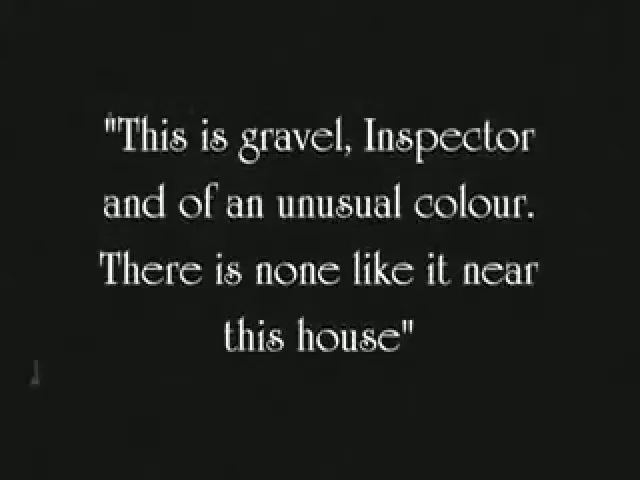 "This is gravel, Inspector
and of an unusual colour.
There is none like it near
this house"